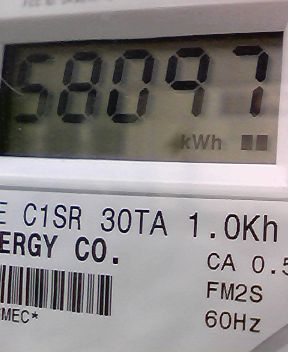 58097
kWh
E C1SR 30TA 1.0Kh
ERGY CO.
CA 0.5
FM2S
MEC*
60Hz